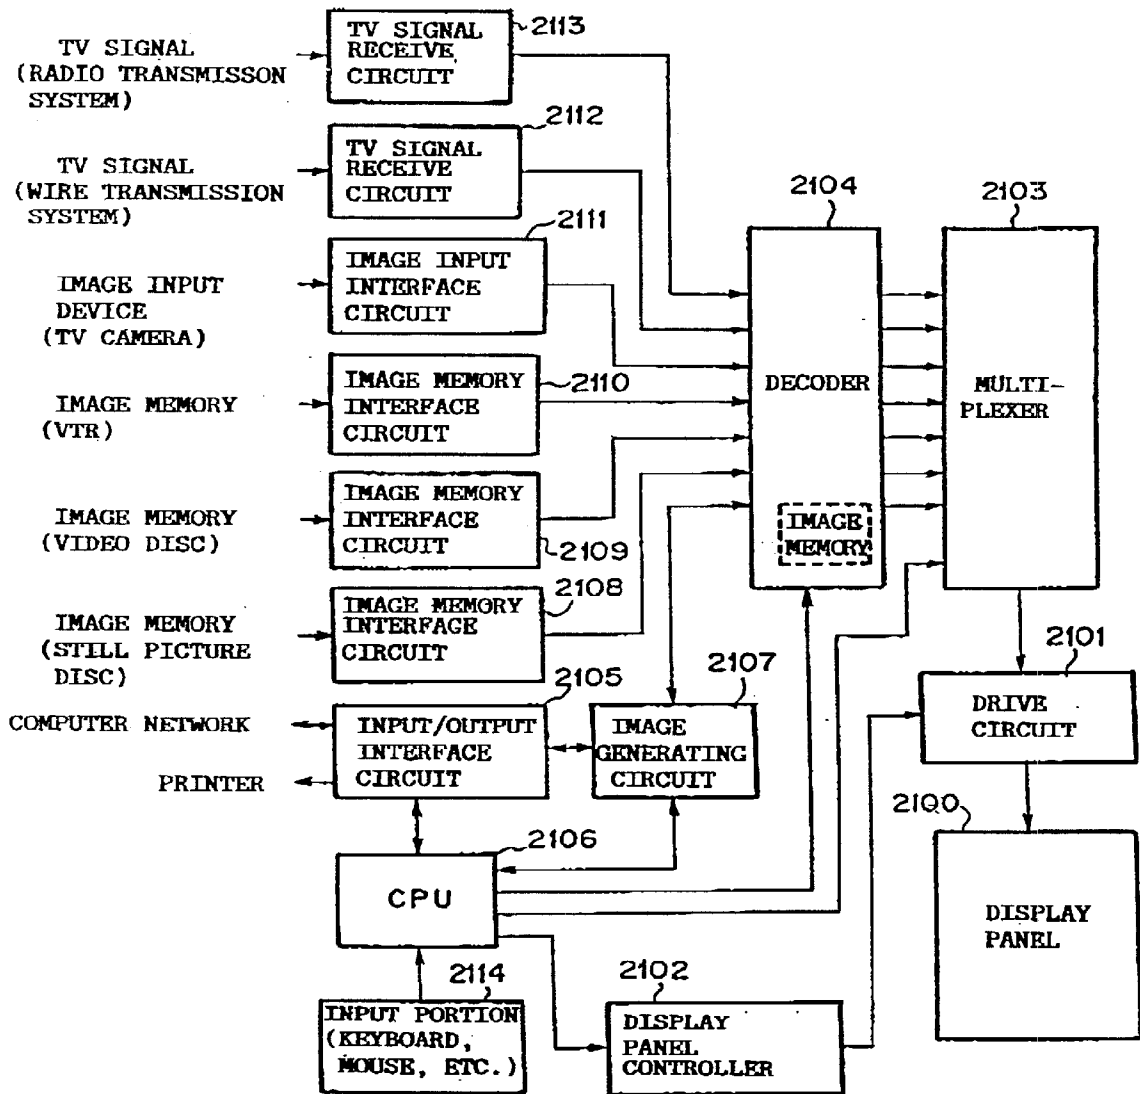 TV SIGNAL
(RADIO TRANSMISSON
SYSTEM)
TV SIGNAL
RECEIVE
CIRCUIT
2113
TV SIGNAL
(WIRE TRANSMISSION
SYSTEM)
TV SIGNAL
RECEIVE
CIRCUIT
2112
IMAGE INPUT
DEVICE
(TV CAMERA)
IMAGE INPUT
INTERFACE
CIRCUIT
2111
IMAGE MEMORY
(VTR)
IMAGE MEMORY
INTERFACE
CIRCUIT
2110
IMAGE MEMORY
(VIDEO DISC)
IMAGE MEMORY
INTERFACE
CIRCUIT
2109
IMAGE MEMORY
(STILL PICTURE
DISC)
IMAGE MEMORY
INTERFACE
CIRCUIT
2108
2104
DECODER
IMAGE
MEMORY
2103
MULTI-
PLEXER
COMPUTER NETWORK
PRINTER
2105
INPUT/OUTPUT
INTERFACE
CIRCUIT
2107
IMAGE
GENERATING
CIRCUIT
2101
DRIVE
CIRCUIT
2106
CPU
2100
DISPLAY
PANEL
2114
INPUT PORTION
(KEYBOARD,
MOUSE, ETC.)
2102
DISPLAY
PANEL
CONTROLLER